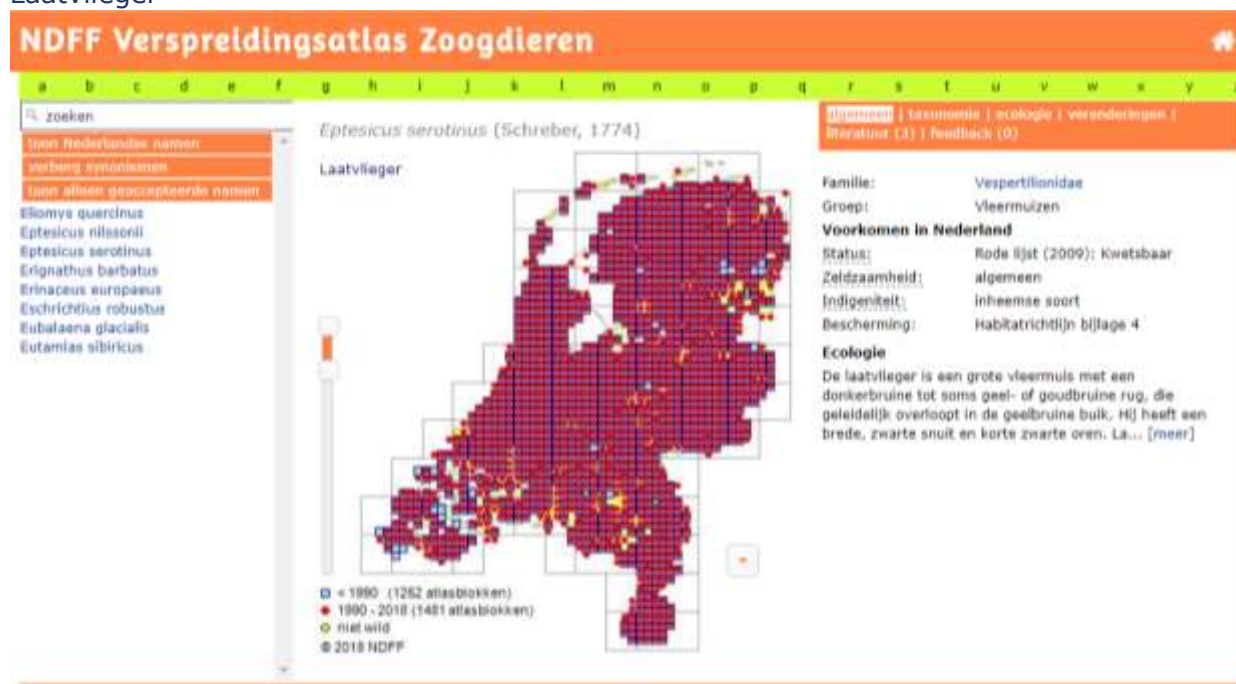 Laatvlieger
NDFF Verspreidingsatlas Zoogdieren
a b c d e f g h i j k l m n o p q r s t u v w x y
zoeken
toon Nederlandse namen
verberg synoniemen
toon alleen geaccepteerde namen
Eliomys quercinus
Eptesicus nilssonii
Eptesicus serotinus
Erignathus barbatus
Erinaceus europaeus
Eschrichtius robustus
Eubalaena glacialis
Eutamias sibiricus
Eptesicus serotinus (Schreber, 1774)
Laatvlieger
< 1990 (1262 atlasblokken)
1990 - 2018 (1481 atlasblokken)
niet wild
© 2018 NDFF
algemeen | taxonomie | ecologie | veranderingen |
literatuur (3) | feedback (0)
Familie: Vespertilionidae
Groep: Vleermuizen
Voorkomen in Nederland
Status: Rode lijst (2009): Kwetsbaar
Zeldzaamheid: algemeen
Indigeniteit: inheemse soort
Bescherming: Habitatrichtlijn bijlage 4
Ecologie
De laatvlieger is een grote vleermuis met een
donkerbruine tot soms geel- of goudbruine rug, die
geleidelijk overloopt in de geelbruine buik. Hij heeft een
brede, zwarte snuit en korte zwarte oren. La... [meer]